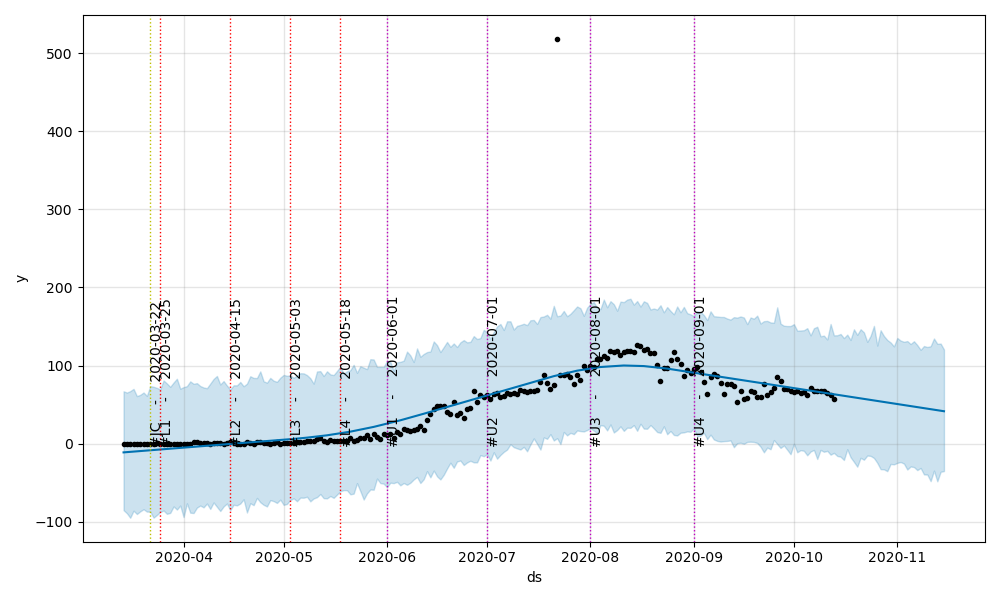 500
400
300
200
100
0
−100
y
#JC - 2020-03-22
#L1 - 2020-03-25
#L2 - 2020-04-15
#L3 - 2020-05-03
#L4 - 2020-05-18
#U1 - 2020-06-01
#U2 - 2020-07-01
#U3 - 2020-08-01
#U4 - 2020-09-01
2020-04
2020-05
2020-06
2020-07
2020-08
2020-09
2020-10
2020-11
ds